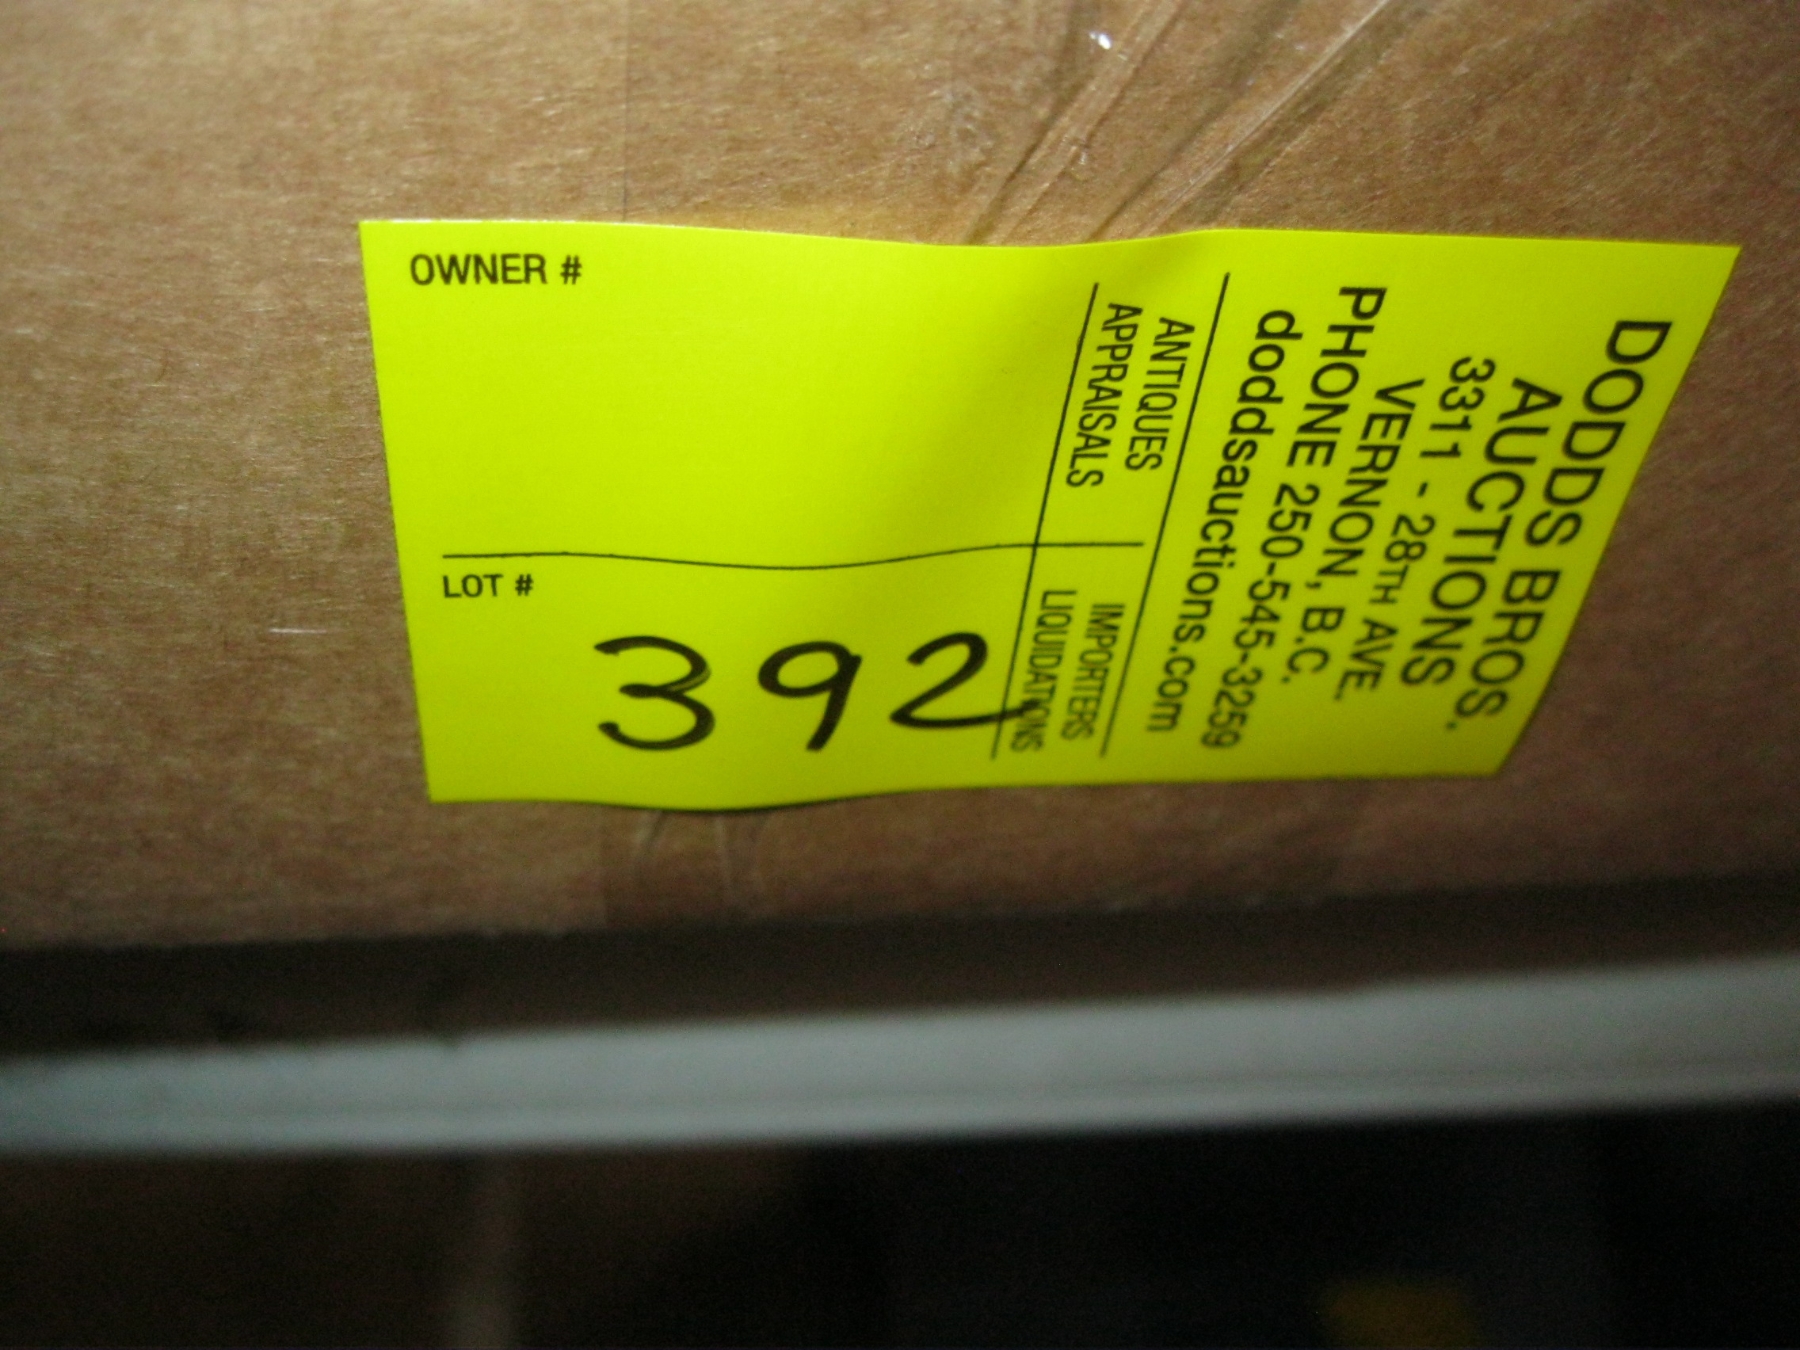 DODDS BROS.
AUCTIONS
3311 - 28TH AVE.
VERNON, B.C.
PHONE 250-545-3259
doddsauctions.com
ANTIQUES
APPRAISALS
IMPORTERS
LIQUIDATIONS
OWNER #
LOT #
392